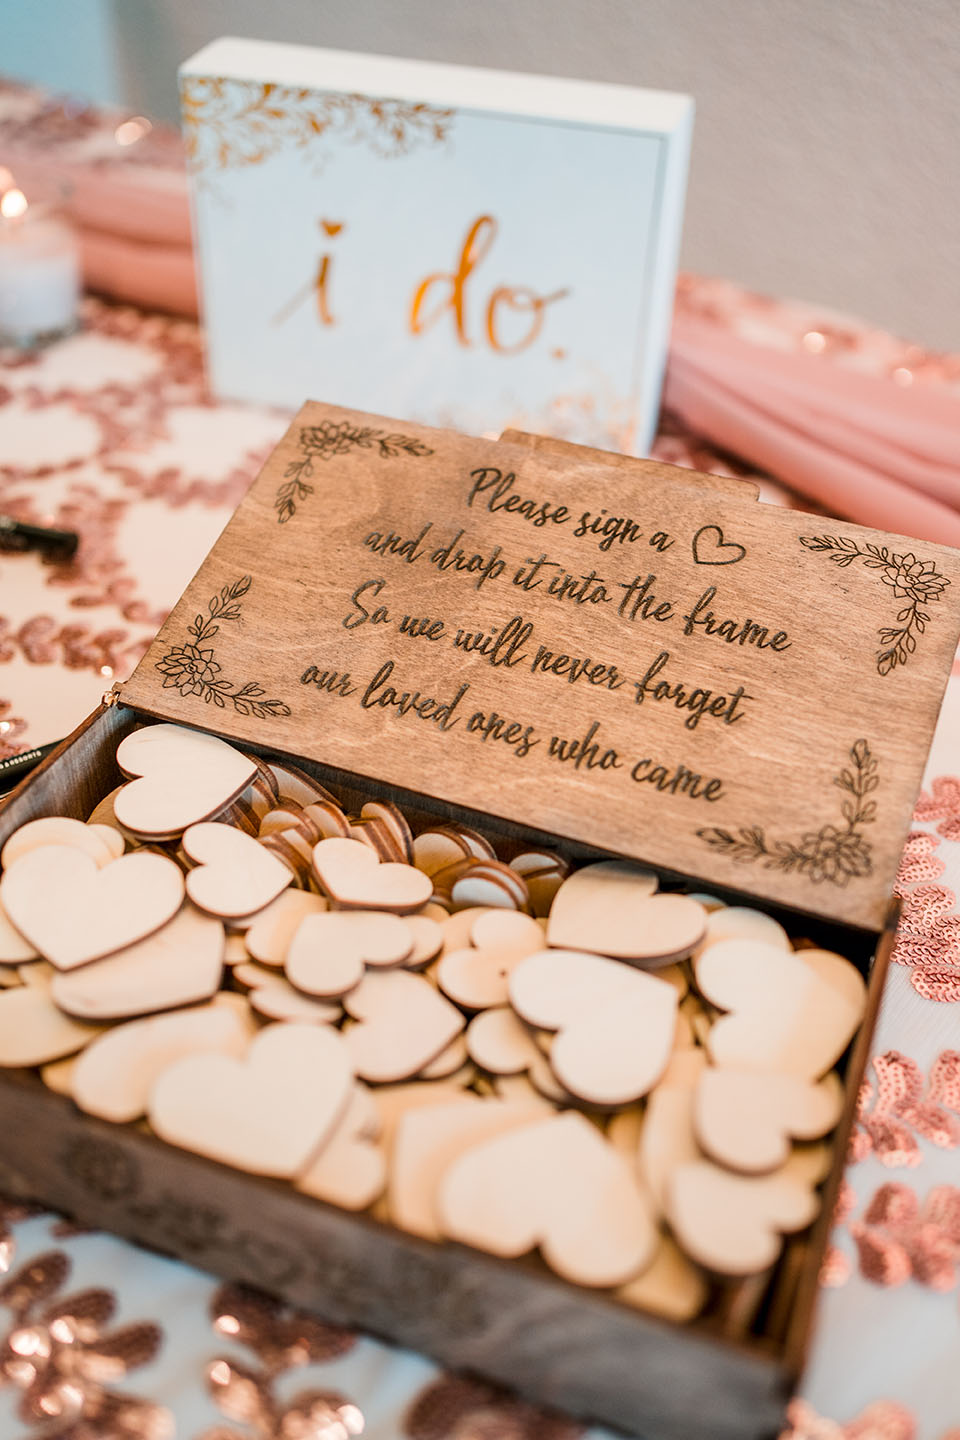 i do.
Please sign a
and drop it into the frame
So we will never forget
our loved ones who came